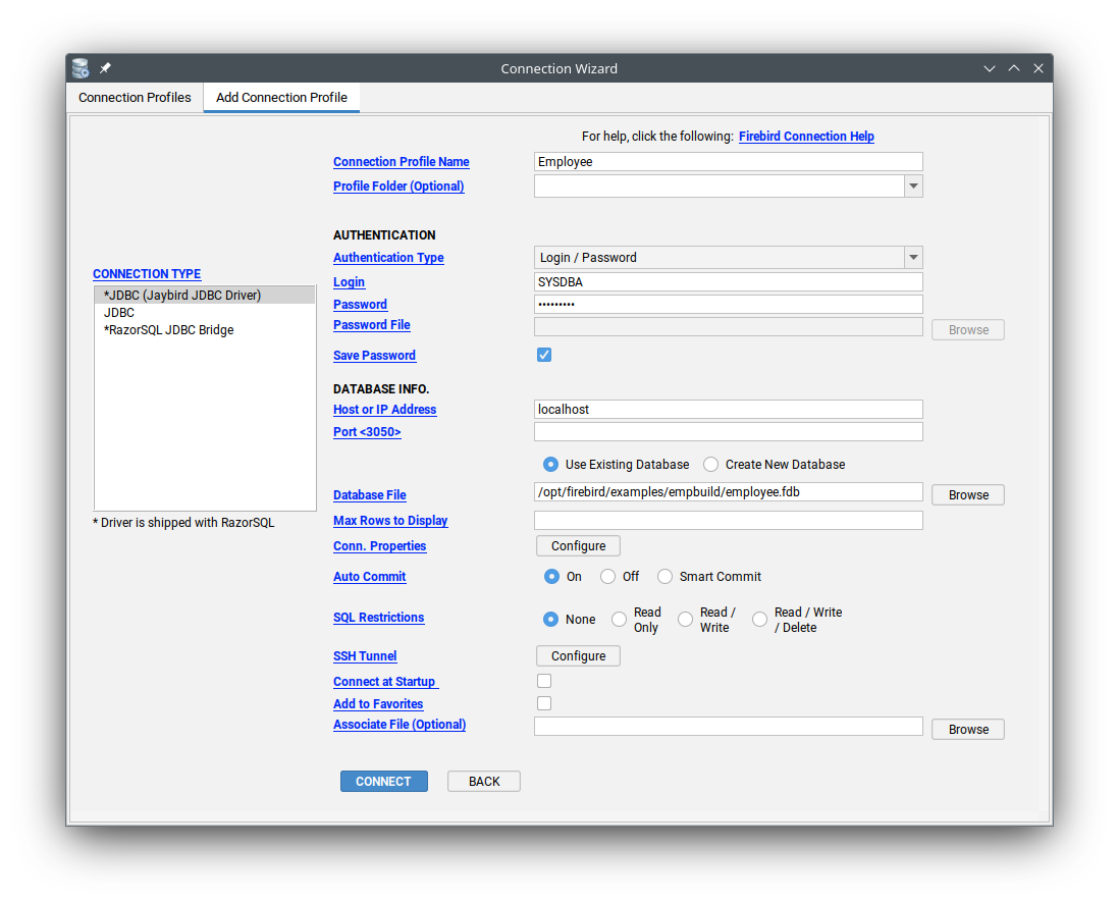 Connection Wizard
Connection Profiles Add Connection Profile
For help, click the following: Firebird Connection Help
Connection Profile Name Employee
Profile Folder (Optional)
AUTHENTICATION
Authentication Type Login / Password
CONNECTION TYPE
*JDBC (Jaybird JDBC Driver)
JDBC
*RazorSQL JDBC Bridge
* Driver is shipped with RazorSQL
Login SYSDBA
Password •••••••••
Password File Browse
Save Password
DATABASE INFO.
Host or IP Address localhost
Port <3050>
Use Existing Database Create New Database
Database File /opt/firebird/examples/empbuild/employee.fdb Browse
Max Rows to Display
Conn. Properties Configure
Auto Commit On Off Smart Commit
SQL Restrictions None Read Only Read / Write Read / Write / Delete
SSH Tunnel Configure
Connect at Startup
Add to Favorites
Associate File (Optional) Browse
CONNECT BACK